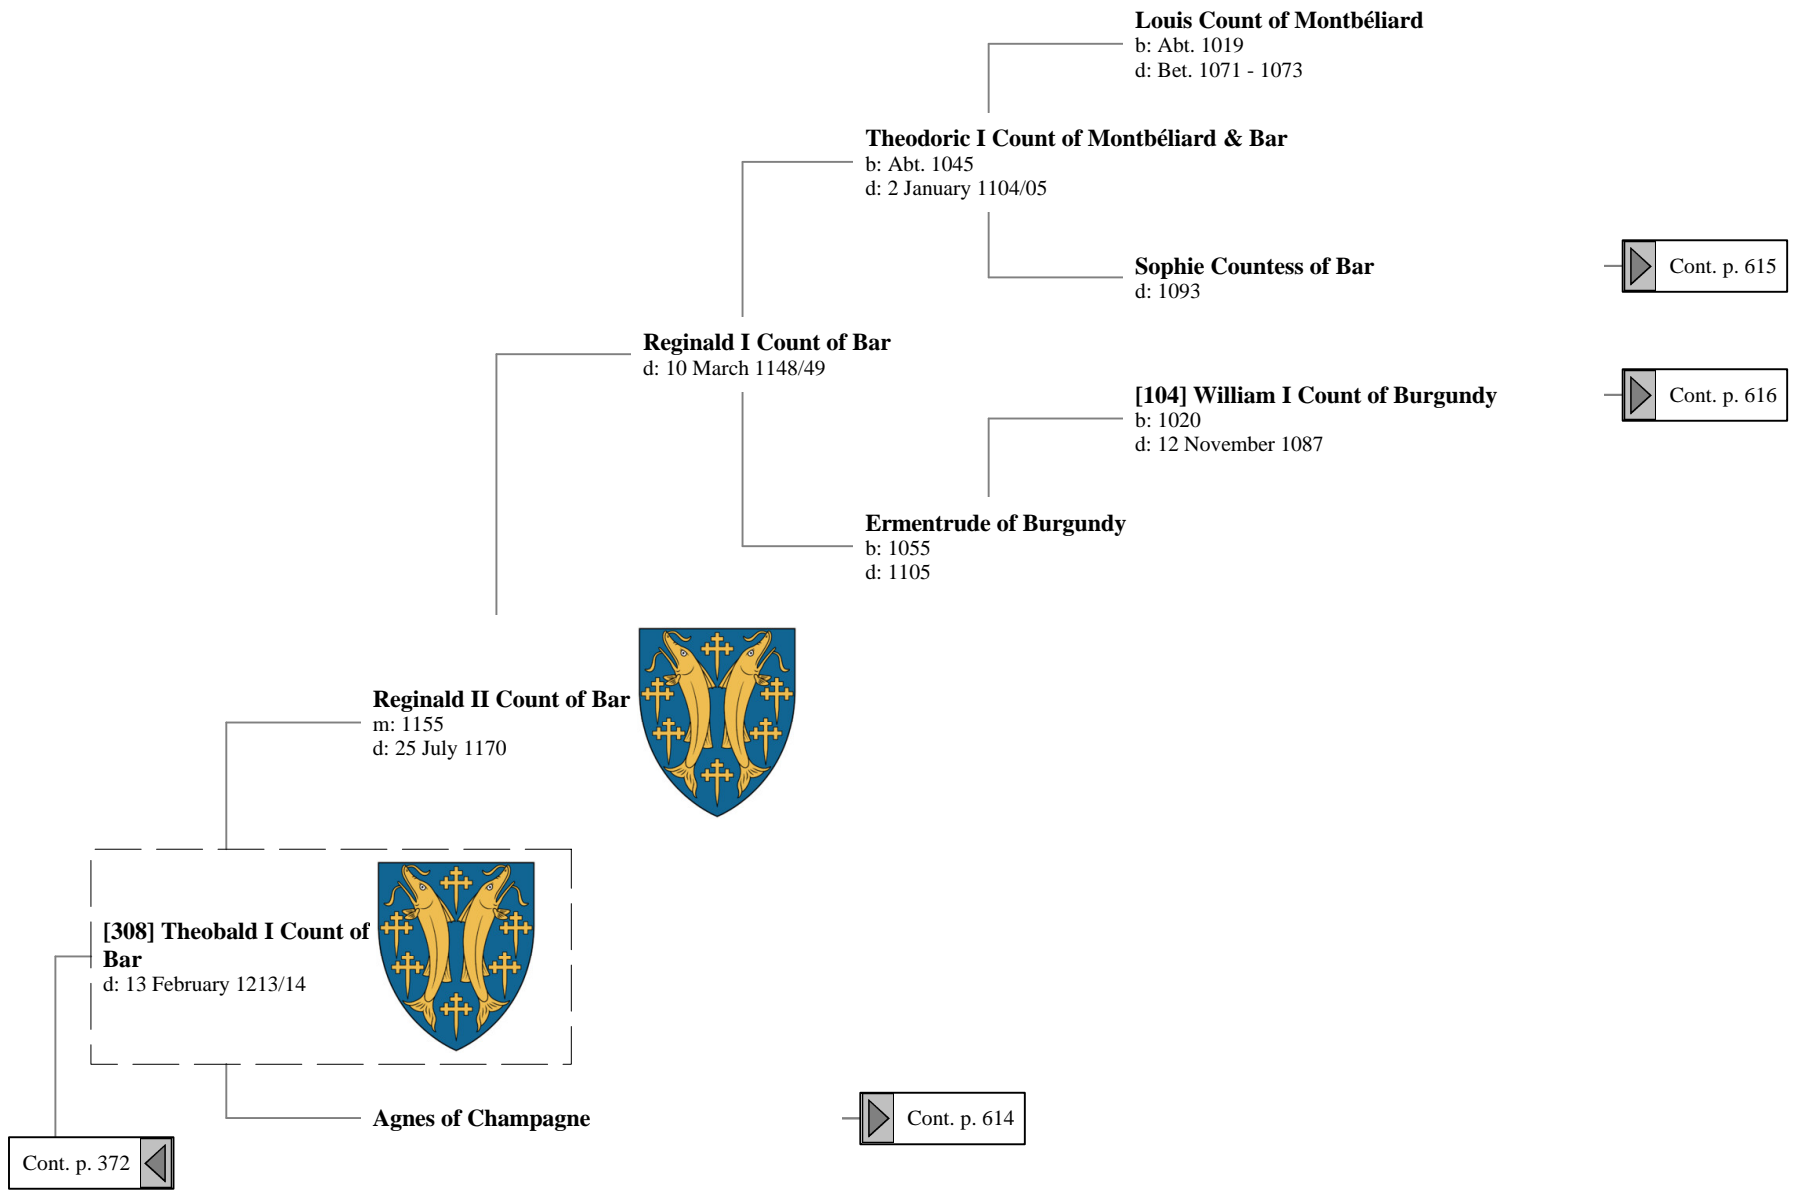 Louis Count of Montbéliard
b: Abt. 1019
d: Bet. 1071 - 1073
Theodoric I Count of Montbéliard & Bar
b: Abt. 1045
d: 2 January 1104/05
Sophie Countess of Bar
d: 1093
Cont. p. 615
Reginald I Count of Bar
d: 10 March 1148/49
[104] William I Count of Burgundy
b: 1020
d: 12 November 1087
Cont. p. 616
Ermentrude of Burgundy
b: 1055
d: 1105
Reginald II Count of Bar
m: 1155
d: 25 July 1170
[308] Theobald I Count of
Bar
d: 13 February 1213/14
Agnes of Champagne
Cont. p. 614
Cont. p. 372